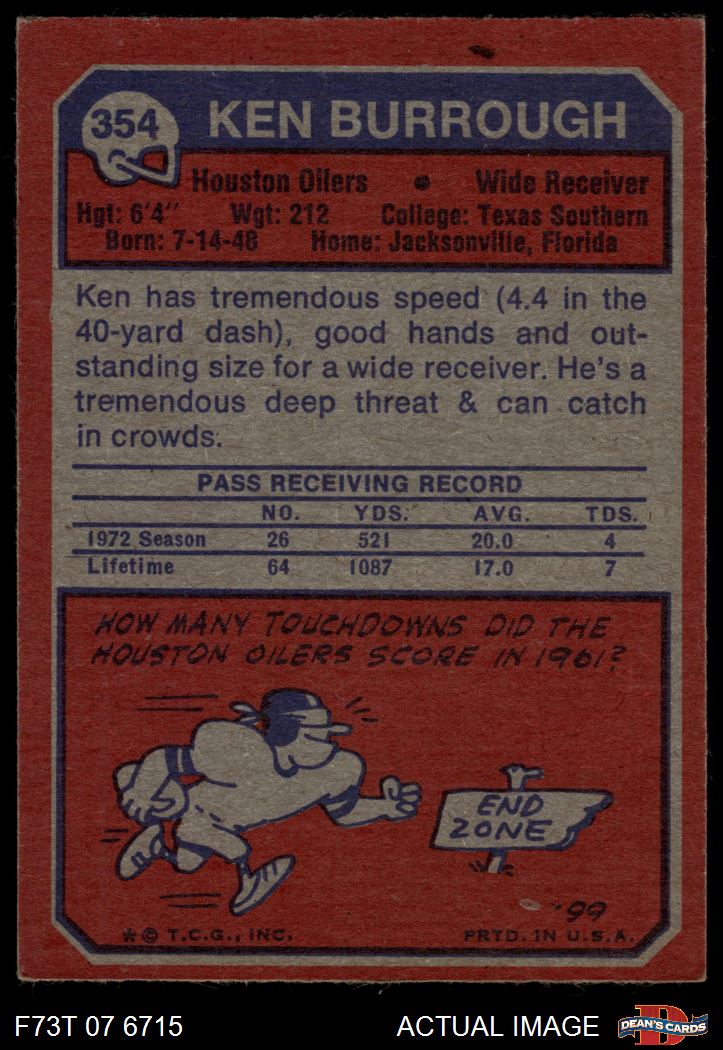 354
KEN BURROUGH
Houston Oilers • Wide Receiver
Hgt: 6'4" Wgt: 212 College: Texas Southern
Born: 7-14-48 Home: Jacksonville, Florida
Ken has tremendous speed (4.4 in the
40-yard dash), good hands and out-
standing size for a wide receiver. He's a
tremendous deep threat & can catch
in crowds.
PASS RECEIVING RECORD
NO. YDS. AVG. TDS.
1972 Season 26 521 20.0 4
Lifetime 64 1087 17.0 7
HOW MANY TOUCHDOWNS DID THE
HOUSTON OILERS SCORE IN 1961?
END
ZONE
99
* © T.C.G., INC. PRTD. IN U.S.A.
F73T 07 6715 ACTUAL IMAGE DEAN'S CARDS